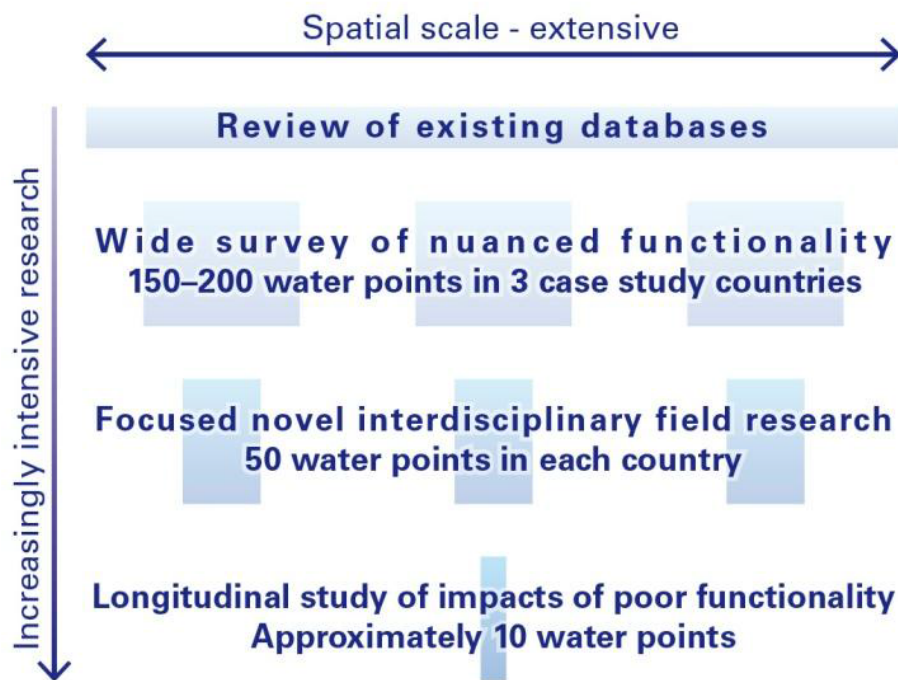 Spatial scale - extensive
Increasingly intensive research
Review of existing databases
Wide survey of nuanced functionality
150–200 water points in 3 case study countries
Focused novel interdisciplinary field research
50 water points in each country
Longitudinal study of impacts of poor functionality
Approximately 10 water points